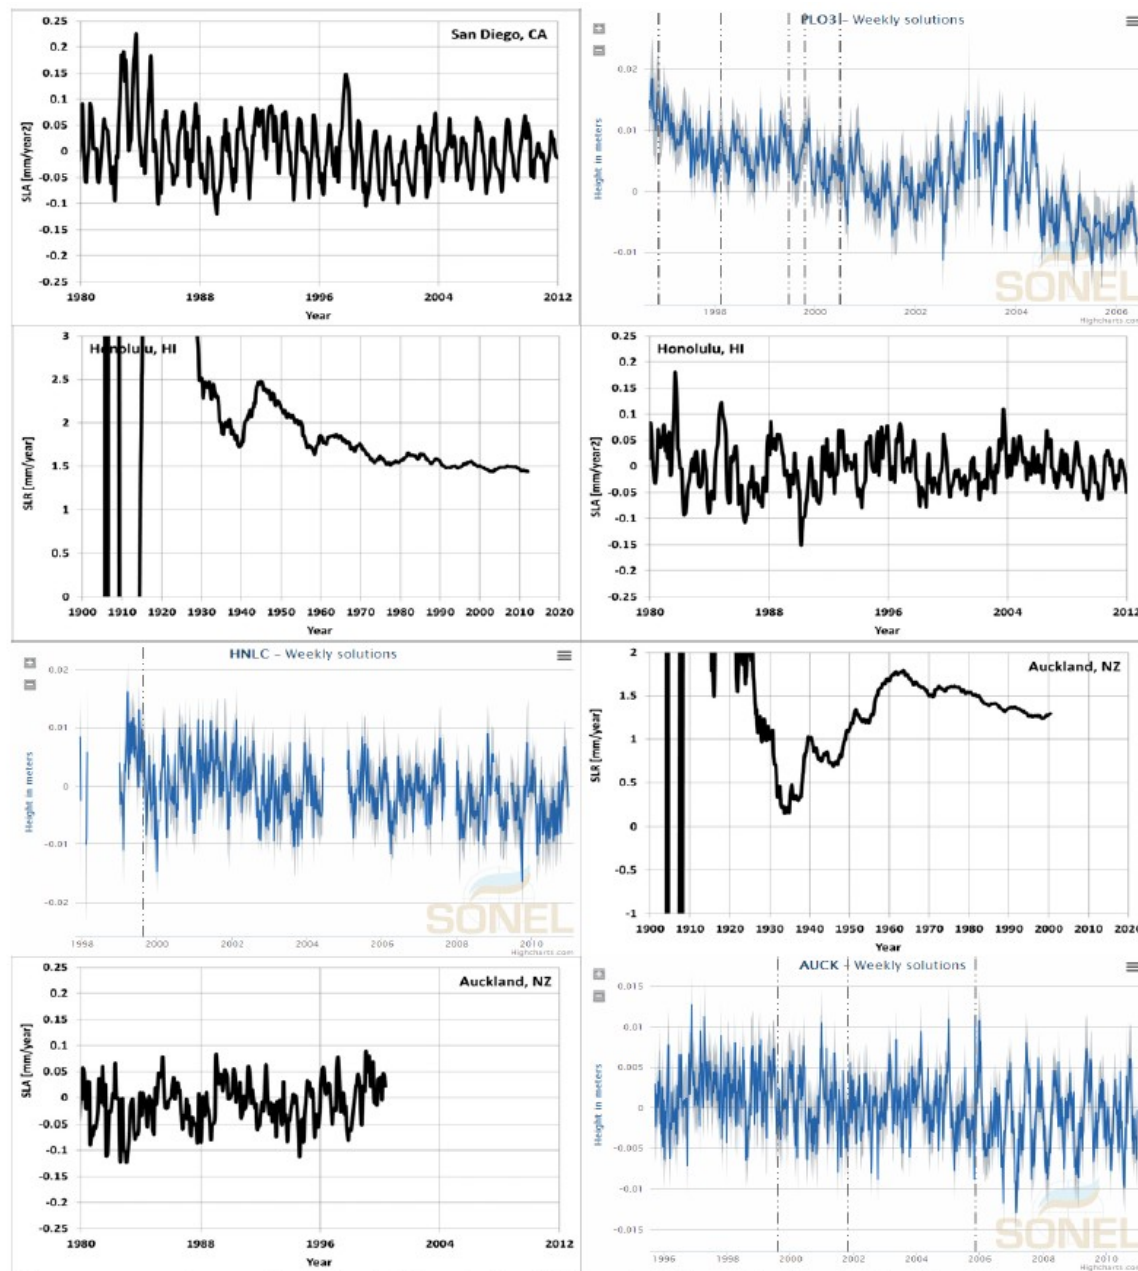 San Diego, CA
SLA [mm/year2]
0.25
0.2
0.15
0.1
0.05
0
-0.05
-0.1
-0.15
-0.2
-0.25
1980 1988 1996 2004 2012
Year
PLO3 – Weekly solutions
Height in meters
0.02
0.01
0
-0.01
SONEL
1998 2000 2002 2004 2006
Highcharts.com
Honolulu, HI
SLR [mm/year]
3
2.5
2
1.5
1
0.5
0
1900 1910 1920 1930 1940 1950 1960 1970 1980 1990 2000 2010 2020
Year
Honolulu, HI
SLA [mm/year2]
0.25
0.2
0.15
0.1
0.05
0
-0.05
-0.1
-0.15
-0.2
-0.25
1980 1988 1996 2004 2012
Year
HNLC – Weekly solutions
Height in meters
0.02
0.01
0
-0.01
-0.02
SONEL
1998 2000 2002 2004 2006 2008 2010
Highcharts.com
Auckland, NZ
SLR [mm/year]
2
1.5
1
0.5
0
-0.5
-1
1900 1910 1920 1930 1940 1950 1960 1970 1980 1990 2000 2010 2020
Year
Auckland, NZ
SLA [mm/year]
0.25
0.2
0.15
0.1
0.05
0
-0.05
-0.1
-0.15
-0.2
-0.25
1980 1988 1996 2004 2012
Year
AUCK – Weekly solutions
Height in meters
0.015
0.01
0.005
0
-0.005
-0.01
-0.015
SONEL
1996 1998 2000 2002 2004 2006 2008 2010
Highcharts.com